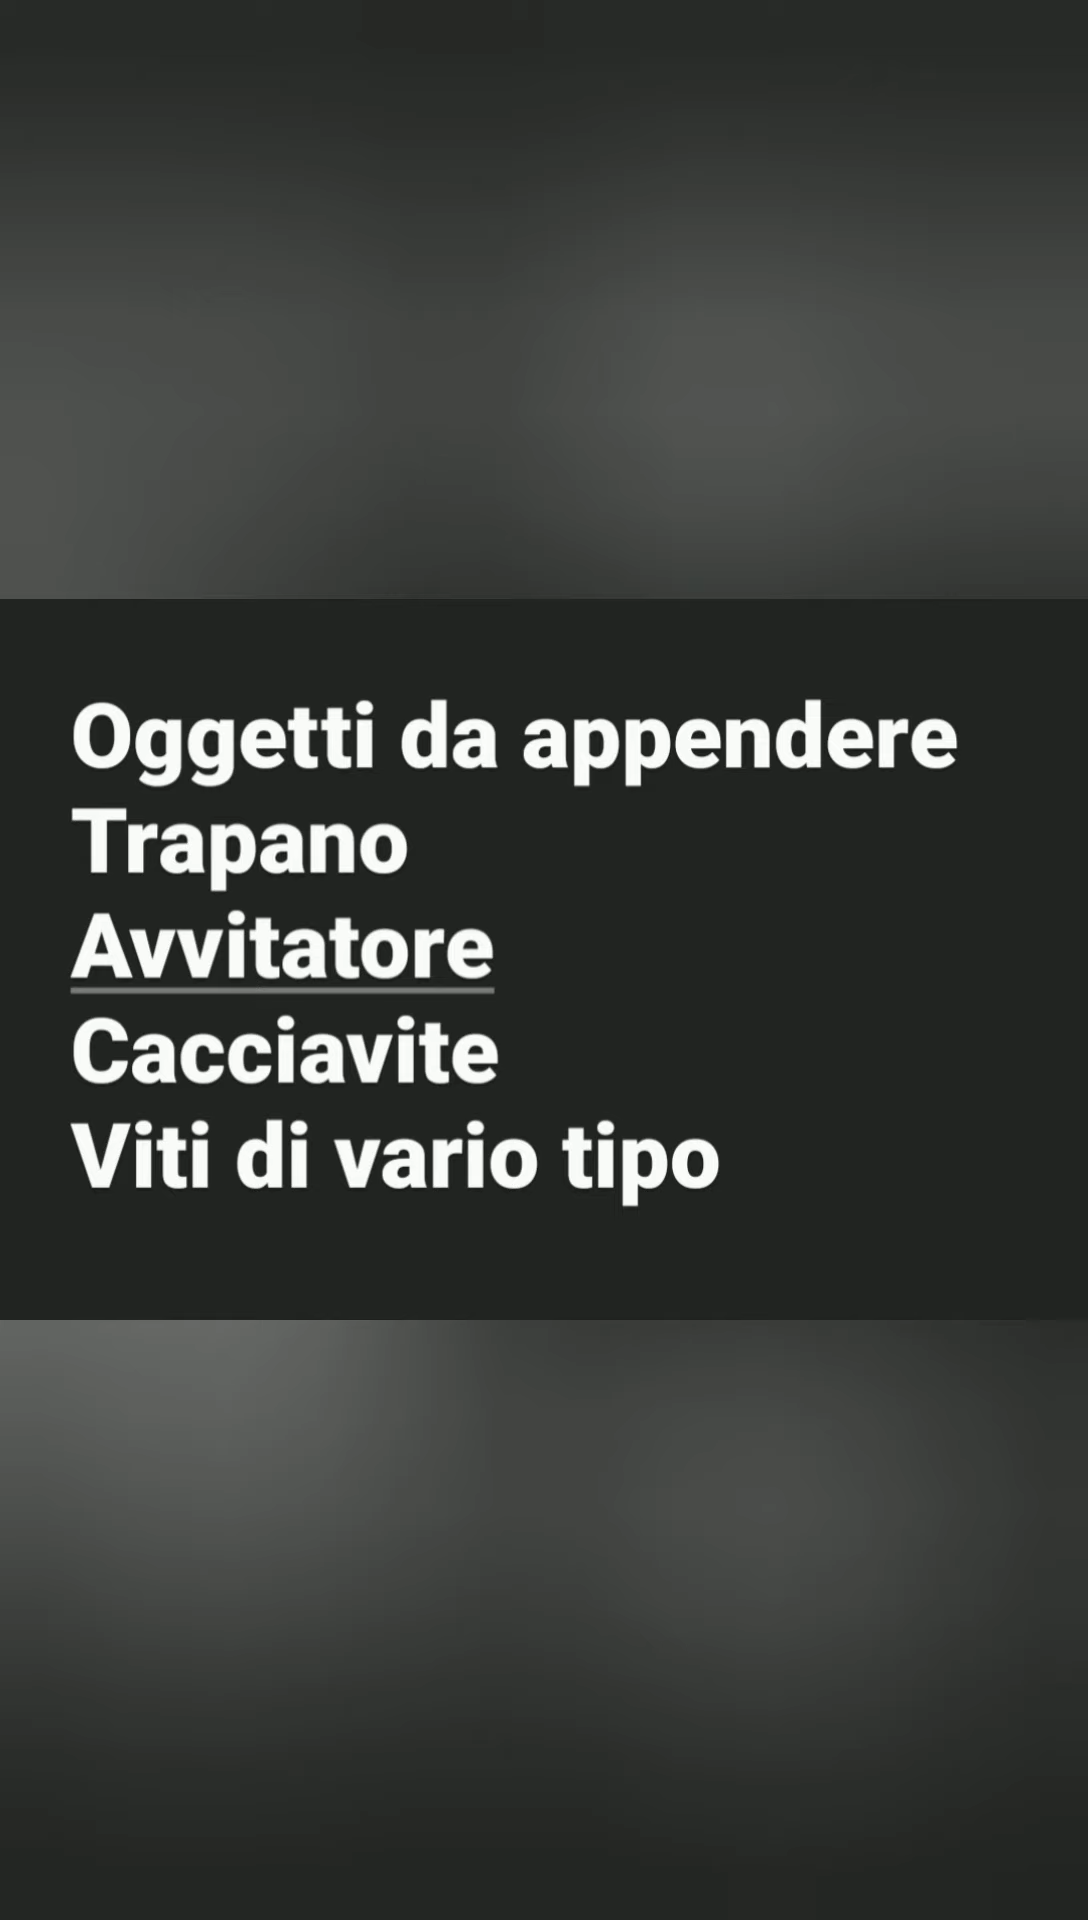 Oggetti da appendere
Trapano
Avvitatore
Cacciavite
Viti di vario tipo